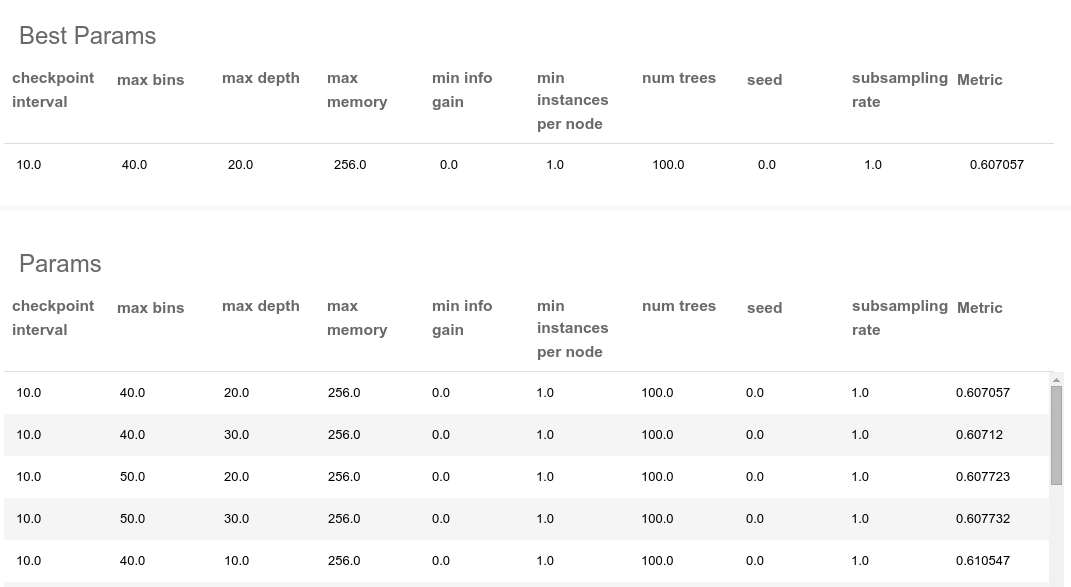 Best Params
checkpoint interval max bins max depth max memory min info gain min instances per node num trees seed subsampling rate Metric
10.0 40.0 20.0 256.0 0.0 1.0 100.0 0.0 1.0 0.607057
Params
checkpoint interval max bins max depth max memory min info gain min instances per node num trees seed subsampling rate Metric
10.0 40.0 20.0 256.0 0.0 1.0 100.0 0.0 1.0 0.607057
10.0 40.0 30.0 256.0 0.0 1.0 100.0 0.0 1.0 0.60712
10.0 50.0 20.0 256.0 0.0 1.0 100.0 0.0 1.0 0.607723
10.0 50.0 30.0 256.0 0.0 1.0 100.0 0.0 1.0 0.607732
10.0 40.0 10.0 256.0 0.0 1.0 100.0 0.0 1.0 0.610547